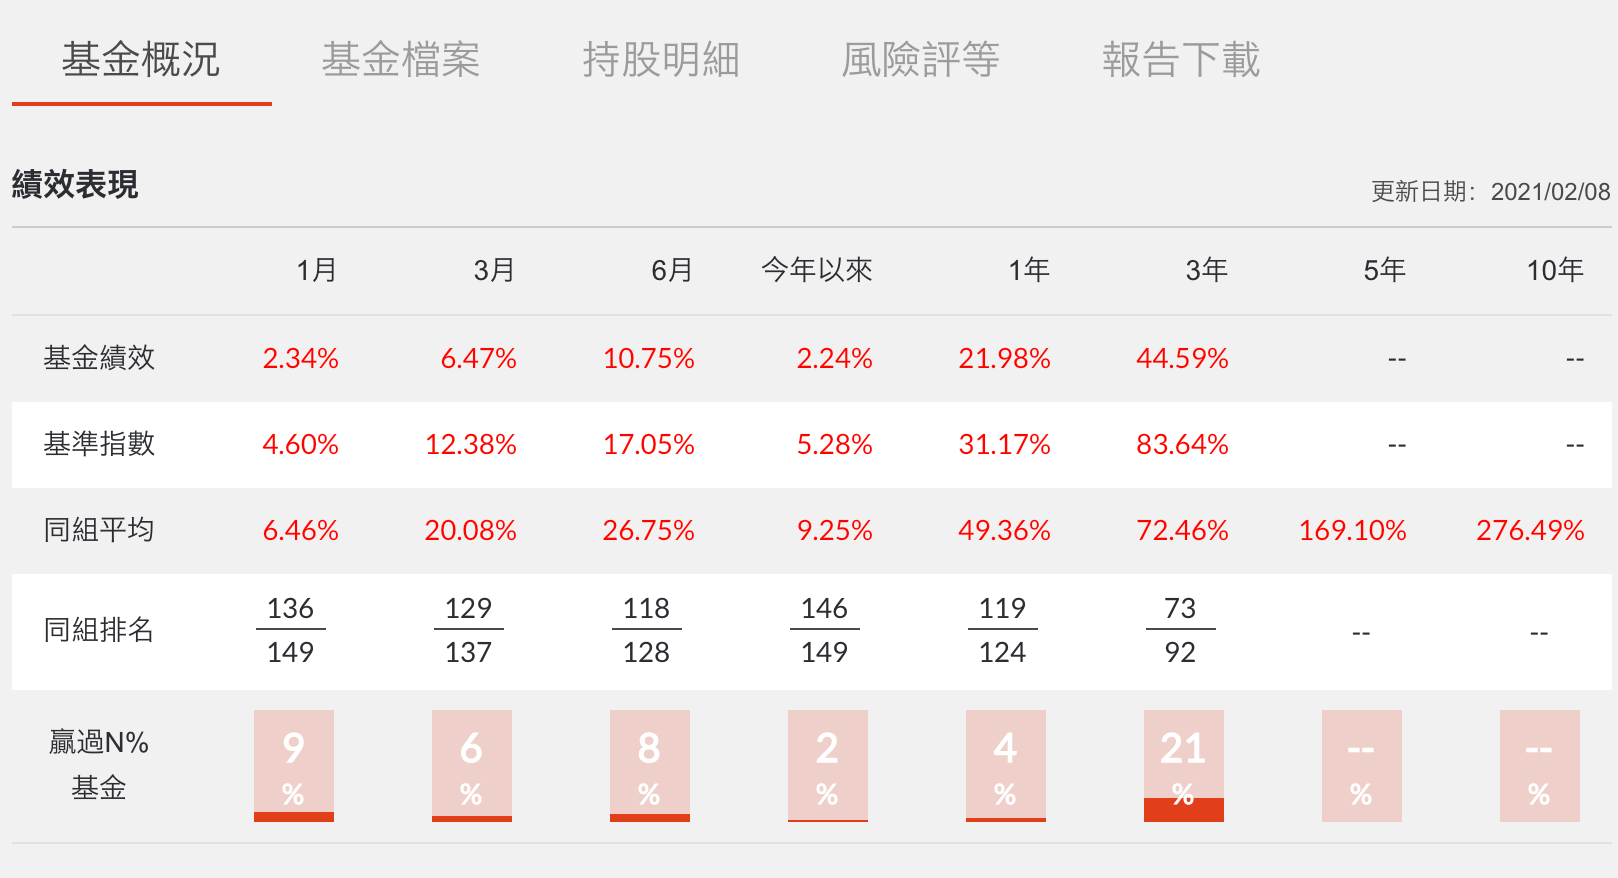 基金概況 基金檔案 持股明細 風險評等 報告下載
績效表現 更新日期：2021/02/08
1月 3月 6月 今年以來 1年 3年 5年 10年
基金績效 2.34% 6.47% 10.75% 2.24% 21.98% 44.59% -- --
基準指數 4.60% 12.38% 17.05% 5.28% 31.17% 83.64% -- --
同組平均 6.46% 20.08% 26.75% 9.25% 49.36% 72.46% 169.10% 276.49%
136 129 118 146 119 73
同組排名 -- --
149 137 128 149 124 92
贏過N% 9 6 8 2 4 21 -- --
基金 % % % % % % % %